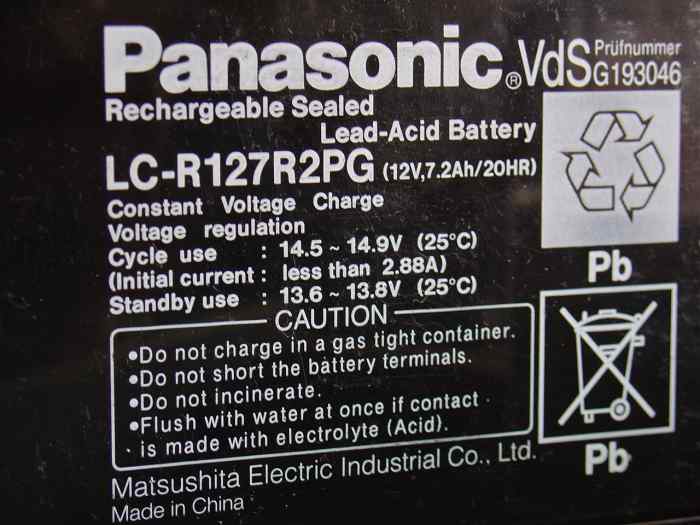 Panasonic®
VdS Prüfnummer
G193046
Rechargeable Sealed
Lead-Acid Battery
LC-R127R2PG (12V,7.2Ah/20HR)
Constant Voltage Charge
Voltage regulation
Cycle use : 14.5 ~ 14.9V (25°C)
(Initial current : less than 2.88A)
Standby use : 13.6 ~ 13.8V (25°C)
Pb
CAUTION
•Do not charge in a gas tight container.
•Do not short the battery terminals.
•Do not incinerate.
•Flush with water at once if contact
is made with electrolyte (Acid).
Pb
Matsushita Electric Industrial Co., Ltd.
Made in China